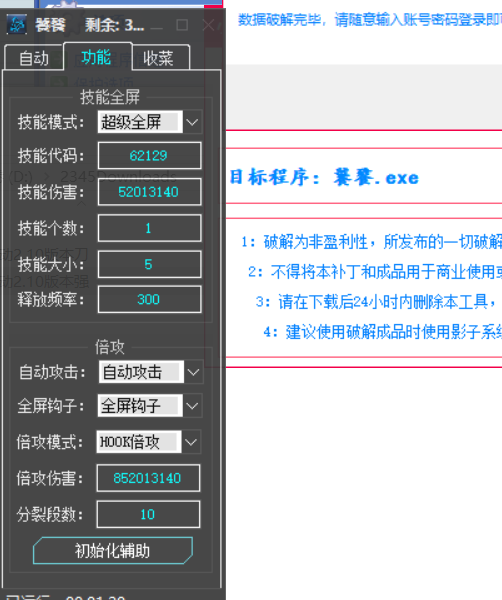 饕餮 剩余: 3...
自动 功能 收菜
技能全屏
技能模式: 超级全屏
技能代码: 62129
技能伤害: 52013140
技能个数: 1
技能大小: 5
释放频率: 300
倍攻
自动攻击: 自动攻击
全屏钩子: 全屏钩子
倍攻模式: HOOK倍攻
倍攻伤害: 852013140
分裂段数: 10
初始化辅助
数据破解完毕，请随意输入账号密码登录即
目标程序: 饕餮.exe
1: 破解为非盈利性，所发布的一切破解
2: 不得将本补丁和成品用于商业使用或
3: 请在下载后24小时内删除本工具，
4: 建议使用破解成品时使用影子系统